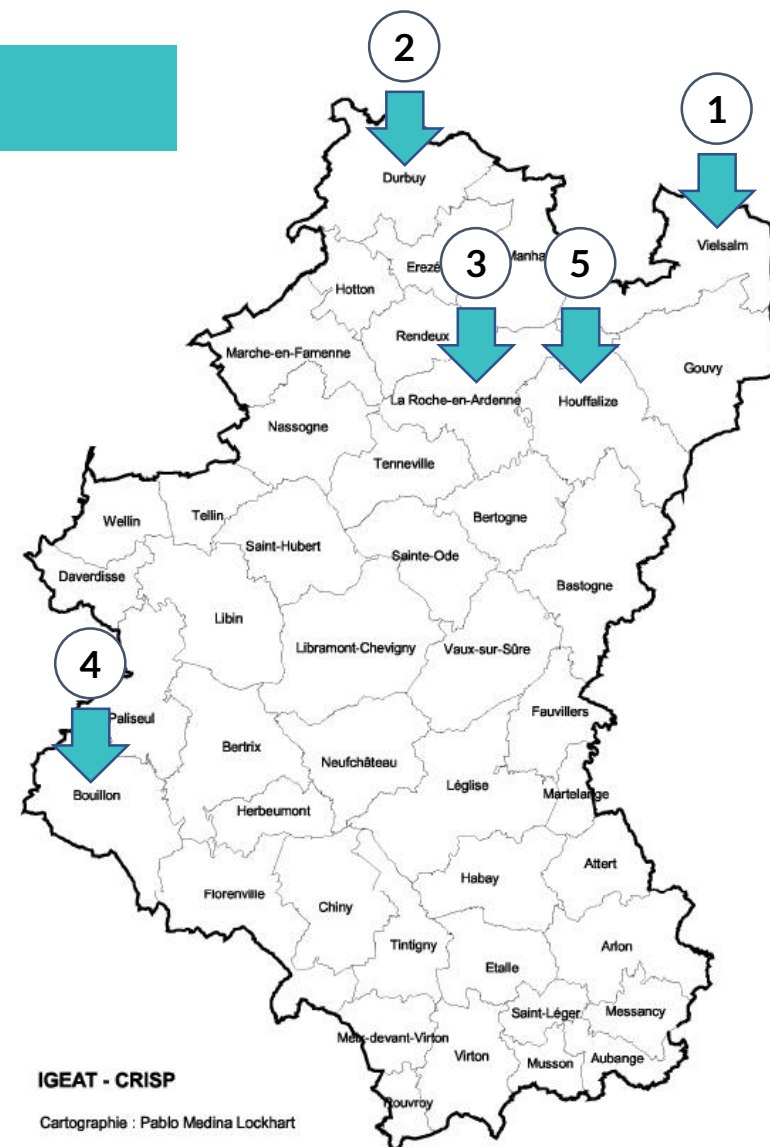 2
1
Durbuy
Vielsalm
3
5
Manha
Erezé
Hotton
Rendeux
Marche-en-Famenne
Gouvy
La Roche-en-Ardenne
Houffalize
Nassogne
Tenneville
Bertogne
Wellin
Tellin
Saint-Hubert
Sainte-Ode
Daverdisse
Bastogne
Libin
Libramont-Chevigny
Vaux-sur-Sûre
4
Paliseul
Fauvillers
Bertrix
Neufchâteau
Léglise
Bouillon
Martelange
Herbeumont
Attert
Habay
Florenville
Chiny
Tintigny
Arlon
Etalle
Saint-Léger
Messancy
Meix-devant-Virton
Virton
Musson
Aubange
Rouvroy
IGEAT - CRISP
Cartographie : Pablo Medina Lockhart